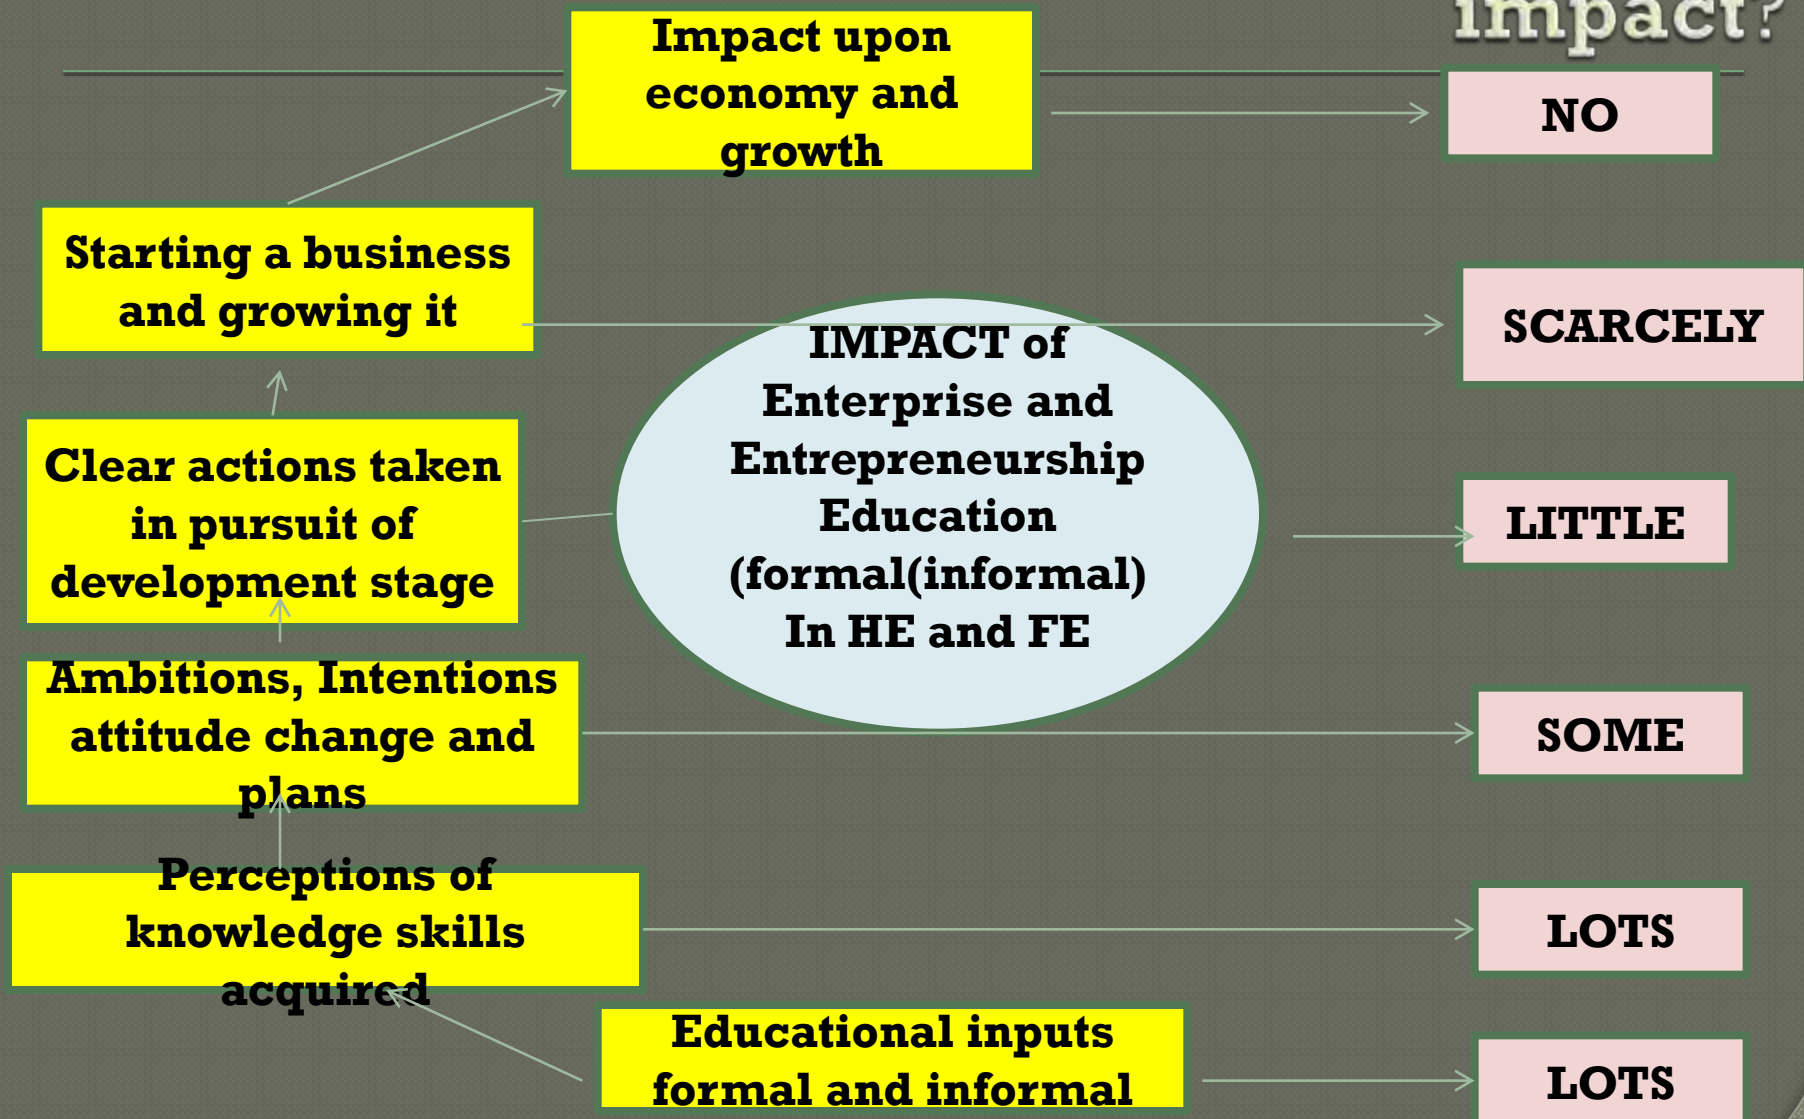 impact?
Impact upon
economy and
growth
NO
Starting a business
and growing it
SCARCELY
IMPACT of
Enterprise and
Entrepreneurship
Education
(formal(informal)
In HE and FE
Clear actions taken
in pursuit of
development stage
LITTLE
Ambitions, Intentions
attitude change and
plans
SOME
Perceptions of
knowledge skills
acquired
LOTS
Educational inputs
formal and informal
LOTS